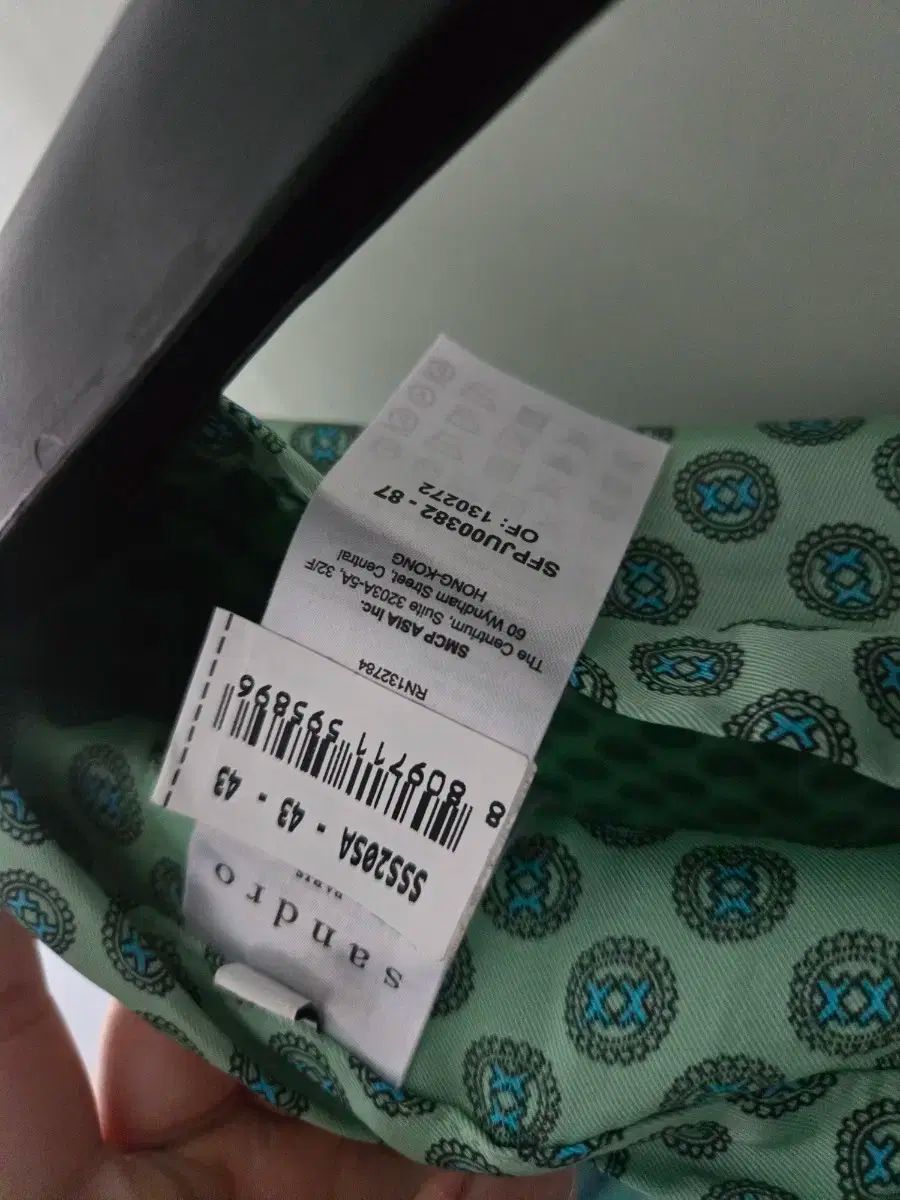 sandro
PARIS
SSS20SA - 43 - 43
8 809711 595896
RN132784
SMCP ASIA Inc.
The Centrium, Suite 3203A-5A, 32/F
60 Wyndham Street, Central
HONG-KONG
SFPJU00382 - 87
OF: 130272